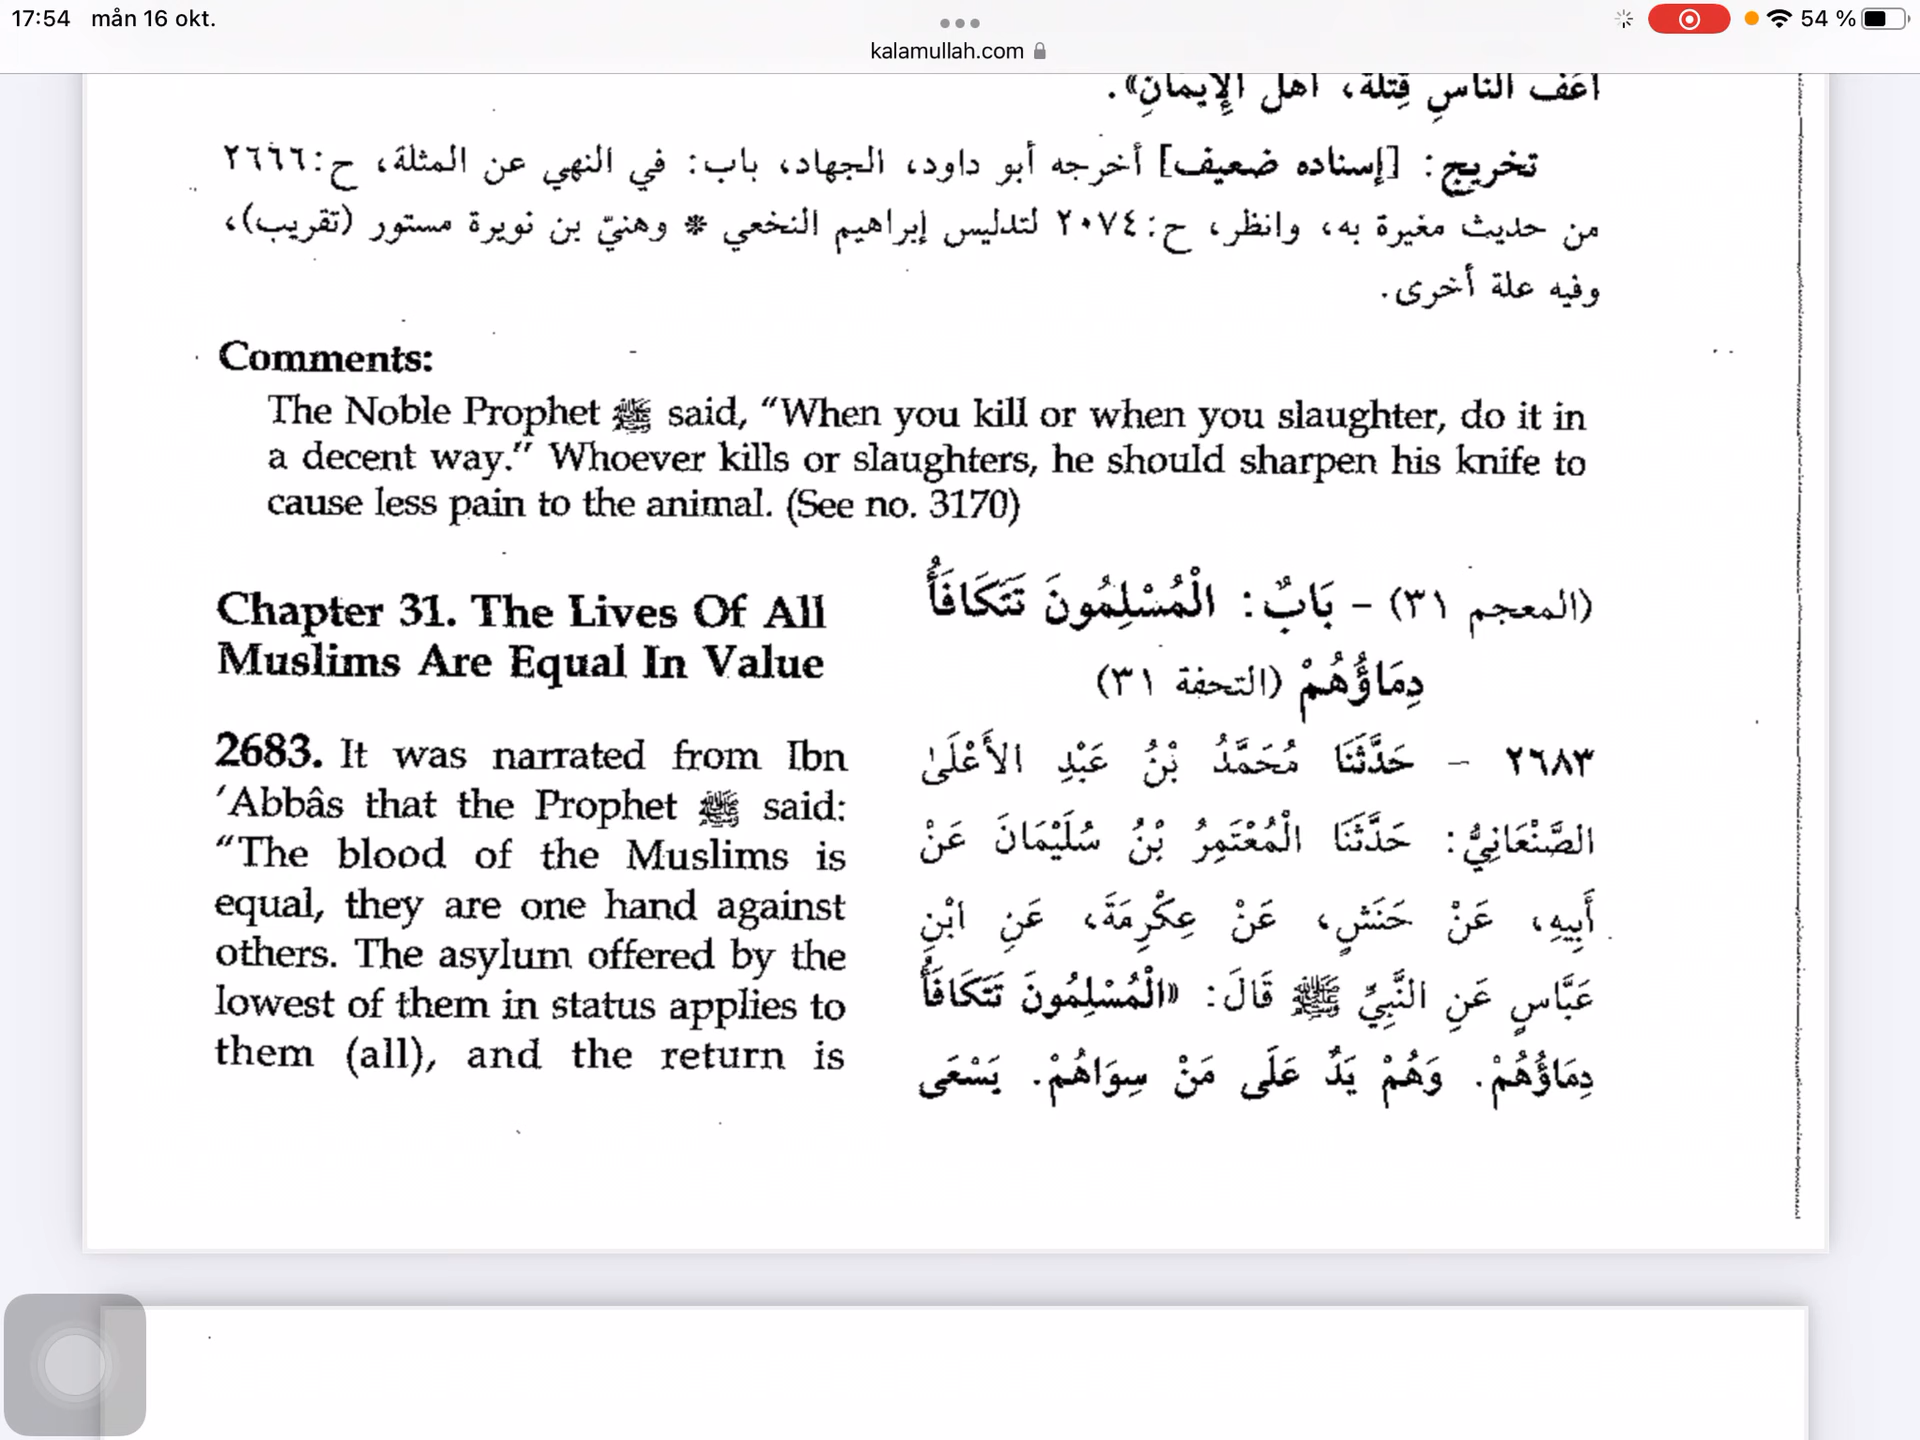 17:54 mån 16 okt.
54 %
kalamullah.com
أعف الناسِ قِتلة، أهل الإِيمانِ».
تخريج: [إسناده ضعيف] أخرجه أبو داود، الجهاد، باب: في النهي عن المثلة، ح:٢٦٦٦
من حديث مغيرة به، وانظر، ح:٢٠٧٤ لتدليس إبراهيم النخعي * وهنيّ بن نويرة مستور (تقريب)،
وفيه علة أخرى.
Comments:
The Noble Prophet ﷺ said, “When you kill or when you slaughter, do it in
a decent way.” Whoever kills or slaughters, he should sharpen his knife to
cause less pain to the animal. (See no. 3170)
Chapter 31. The Lives Of All
Muslims Are Equal In Value
(المعجم ٣١) - بَابٌ: الْمُسْلِمُونَ تَتَكَافَأُ
دِمَاؤُهُمْ (التحفة ٣١)
2683. It was narrated from Ibn
‘Abbâs that the Prophet ﷺ said:
“The blood of the Muslims is
equal, they are one hand against
others. The asylum offered by the
lowest of them in status applies to
them (all), and the return is
٢٦٨٣ - حَدَّثَنَا مُحَمَّدُ بْنُ عَبْدِ الأَعْلَىٰ
الصَّنْعَانِيُّ: حَدَّثَنَا الْمُعْتَمِرُ بْنُ سُلَيْمَانَ عَنْ
أَبِيهِ، عَنْ حَنَشٍ، عَنْ عِكْرِمَةَ، عَنِ ابْنِ
عَبَّاسٍ عَنِ النَّبِيِّ ﷺ قَالَ: «الْمُسْلِمُونَ تَتَكَافَأُ
دِمَاؤُهُمْ. وَهُمْ يَدٌ عَلَى مَنْ سِوَاهُمْ. يَسْعَى